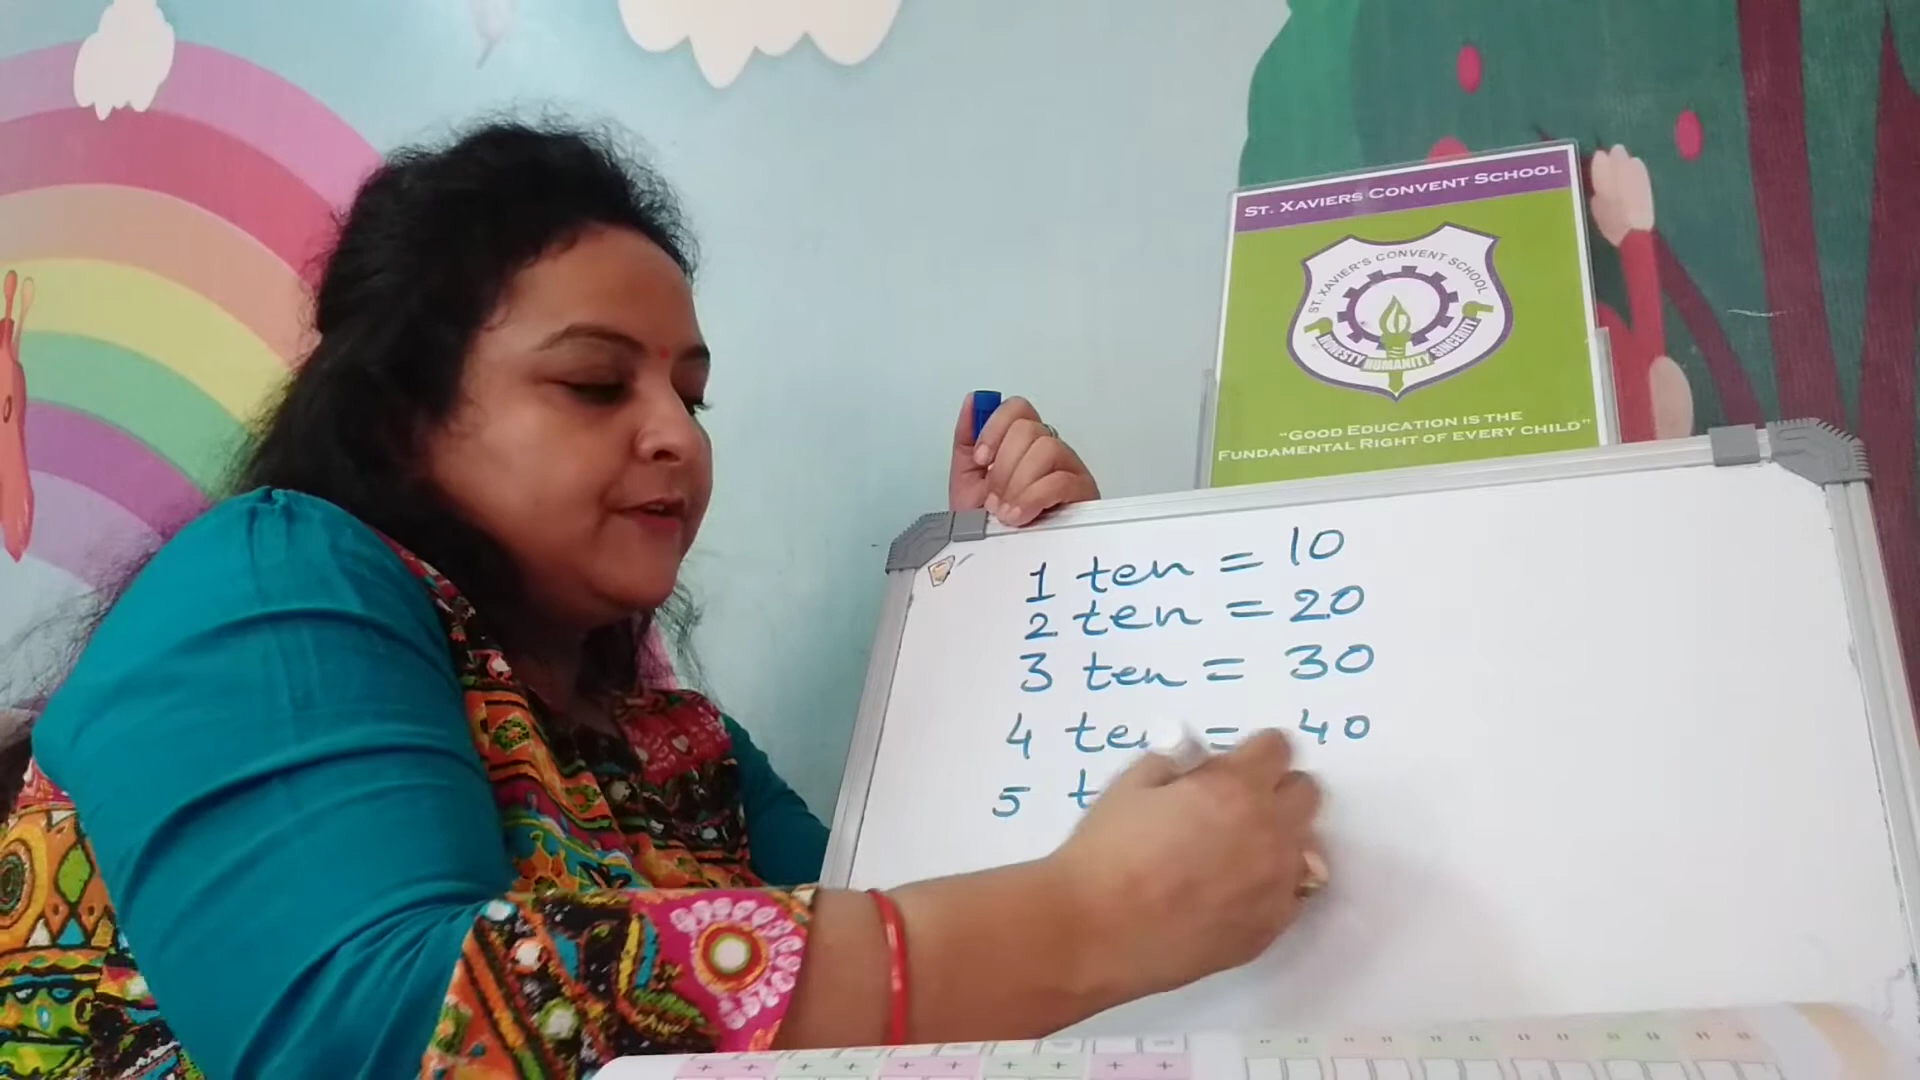 ST. XAVIERS CONVENT SCHOOL
ST. XAVIER'S CONVENT SCHOOL
HONESTY HUMANITY SINCERITY
"GOOD EDUCATION IS THE
FUNDAMENTAL RIGHT OF EVERY CHILD"
1 ten = 10
2 ten = 20
3 ten = 30
4 ten = 40
5 t
+ + + + + + + + +